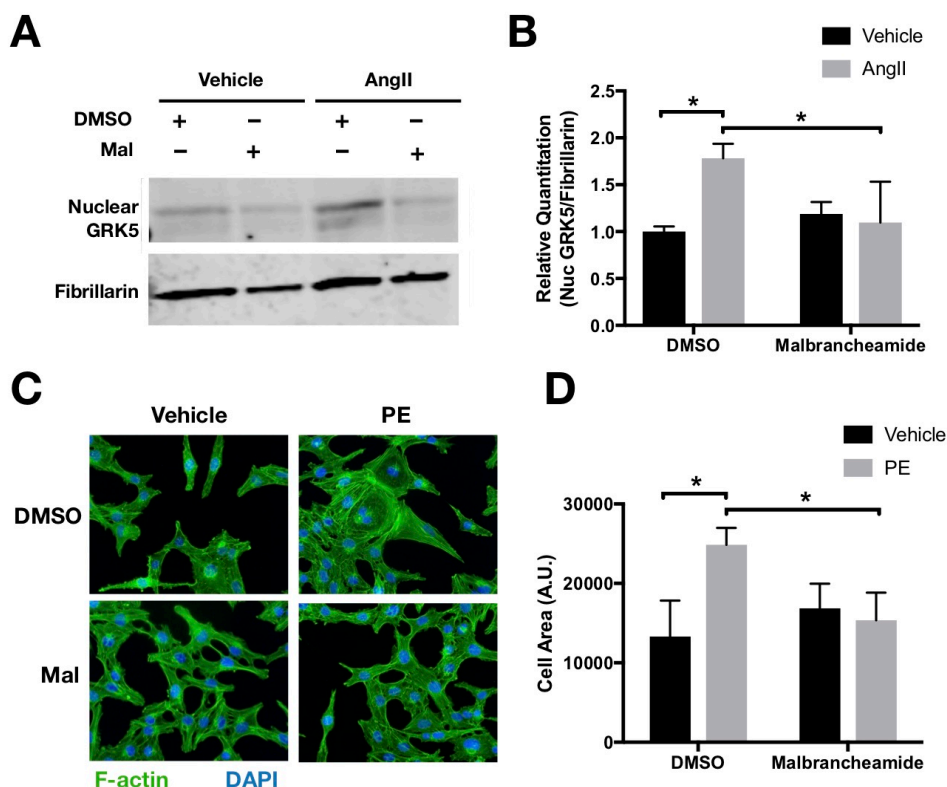 A
Vehicle AngII
DMSO + – + –
Mal – + – +
Nuclear
GRK5
Fibrillarin
B
Vehicle
AngII
Relative Quantitation
(Nuc GRK5/Fibrillarin)
2.5
2.0
1.5
1.0
0.5
0.0
*
*
DMSO Malbrancheamide
C
Vehicle PE
DMSO
Mal
F-actin DAPI
D
Vehicle
PE
Cell Area (A.U.)
30000
20000
10000
0
*
*
DMSO Malbrancheamide